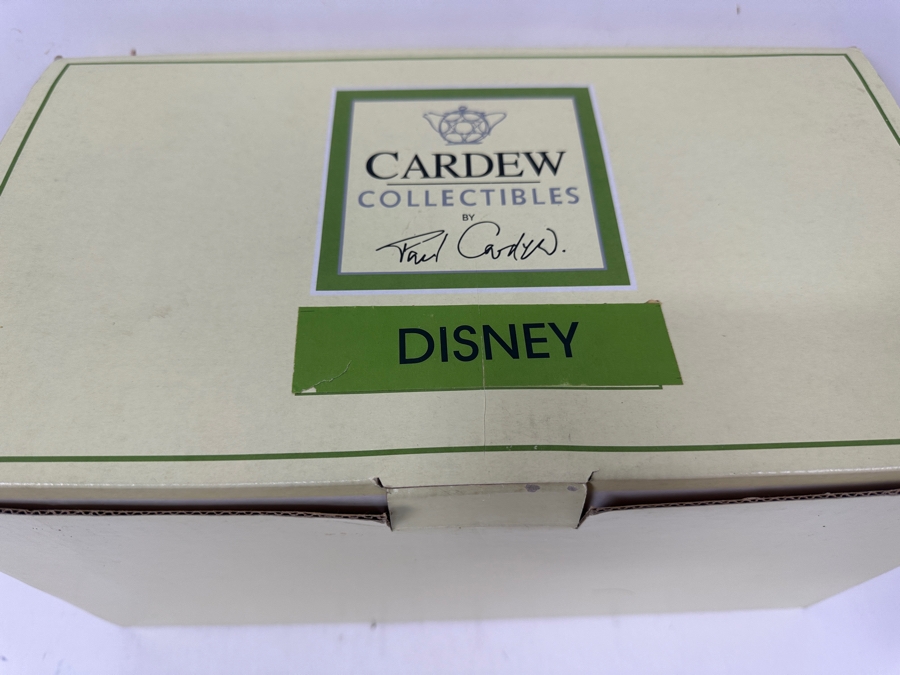 CARDEW
COLLECTIBLES
BY
Paul Cardew.
DISNEY